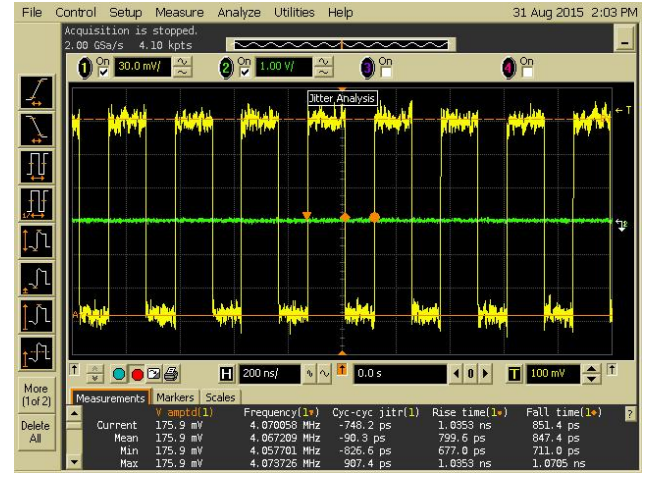 File Control Setup Measure Analyze Utilities Help 31 Aug 2015 2:03 PM
Acquisition is stopped.
2.00 GSa/s 4.10 kpts
1 On 30.0 mV/ 2 On 1.00 V/ 3 On 4 On
Jitter Analysis
T
A
H 200 ns/ 0.0 s 0 T 100 mV
More
(1of 2)
Delete
All
Measurements Markers Scales
V amptd(1) Frequency(1) Cyc-cyc jitr(1) Rise time(1) Fall time(1) ?
Current 175.9 mV 4.070058 MHz -748.2 ps 1.0353 ns 851.4 ps
Mean 175.9 mV 4.067209 MHz -90.3 ps 799.6 ps 847.4 ps
Min 175.9 mV 4.057701 MHz -826.6 ps 677.0 ps 711.0 ps
Max 175.9 mV 4.073726 MHz 907.4 ps 1.0353 ns 1.0705 ns